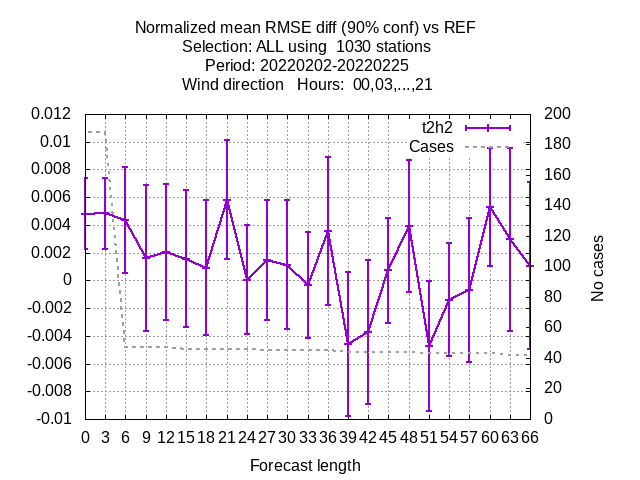 Normalized mean RMSE diff (90% conf) vs REF
Selection: ALL using  1030 stations
Period: 20220202-20220225
Wind direction   Hours:  00,03,...,21
0.012
0.01
0.008
0.006
0.004
0.002
0
-0.002
-0.004
-0.006
-0.008
-0.01
t2h2
Cases
200
180
160
140
120
100
80
60
40
20
0
No cases
0 3 6 9 12 15 18 21 24 27 30 33 36 39 42 45 48 51 54 57 60 63 66
Forecast length